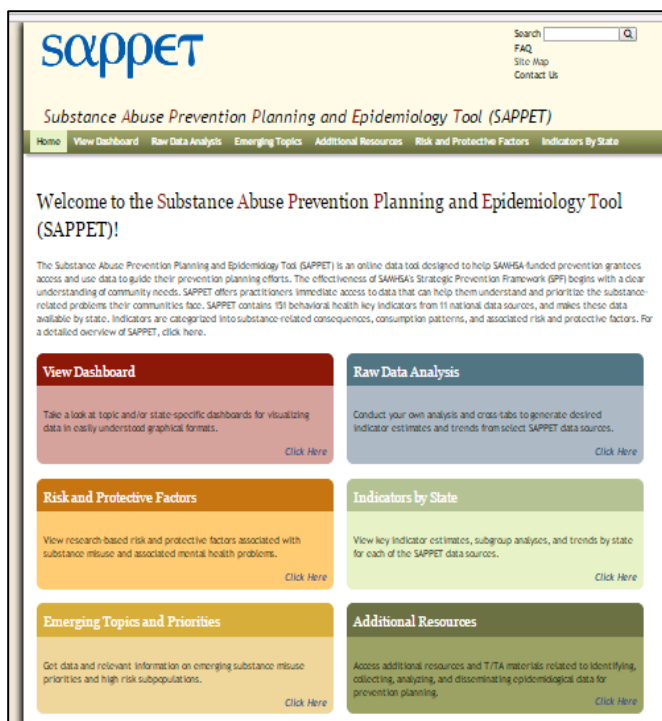 sαppєτ
Search
FAQ
Site Map
Contact Us
Substance Abuse Prevention Planning and Epidemiology Tool (SAPPET)
Home View Dashboard Raw Data Analysis Emerging Topics Additional Resources Risk and Protective Factors Indicators By State
Welcome to the Substance Abuse Prevention Planning and Epidemiology Tool
(SAPPET)!
The Substance Abuse Prevention Planning and Epidemiology Tool (SAPPET) is an online data tool designed to help SAMHSA-funded prevention grantees
access and use data to guide their prevention planning efforts. The effectiveness of SAMHSA's Strategic Prevention Framework (SPF) begins with a clear
understanding of community needs. SAPPET offers practitioners immediate access to data that can help them understand and prioritize the substance-
related problems their communities face. SAPPET contains 151 behavioral health key indicators from 11 national data sources, and makes these data
available by state. Indicators are categorized into substance-related consequences, consumption patterns, and associated risk and protective factors. For
a detailed overview of SAPPET, click here.
View Dashboard
Take a look at topic and/or state-specific dashboards for visualizing
data in easily understood graphical formats.
Click Here
Raw Data Analysis
Conduct your own analysis and cross-tabs to generate desired
indicator estimates and trends from select SAPPET data sources.
Click Here
Risk and Protective Factors
View research-based risk and protective factors associated with
substance misuse and associated mental health problems.
Click Here
Indicators by State
View key indicator estimates, subgroup analyses, and trends by state
for each of the SAPPET data sources.
Click Here
Emerging Topics and Priorities
Get data and relevant information on emerging substance misuse
priorities and high risk subpopulations.
Click Here
Additional Resources
Access additional resources and T/TA materials related to identifying,
collecting, analyzing, and disseminating epidemiological data for
prevention planning.
Click Here